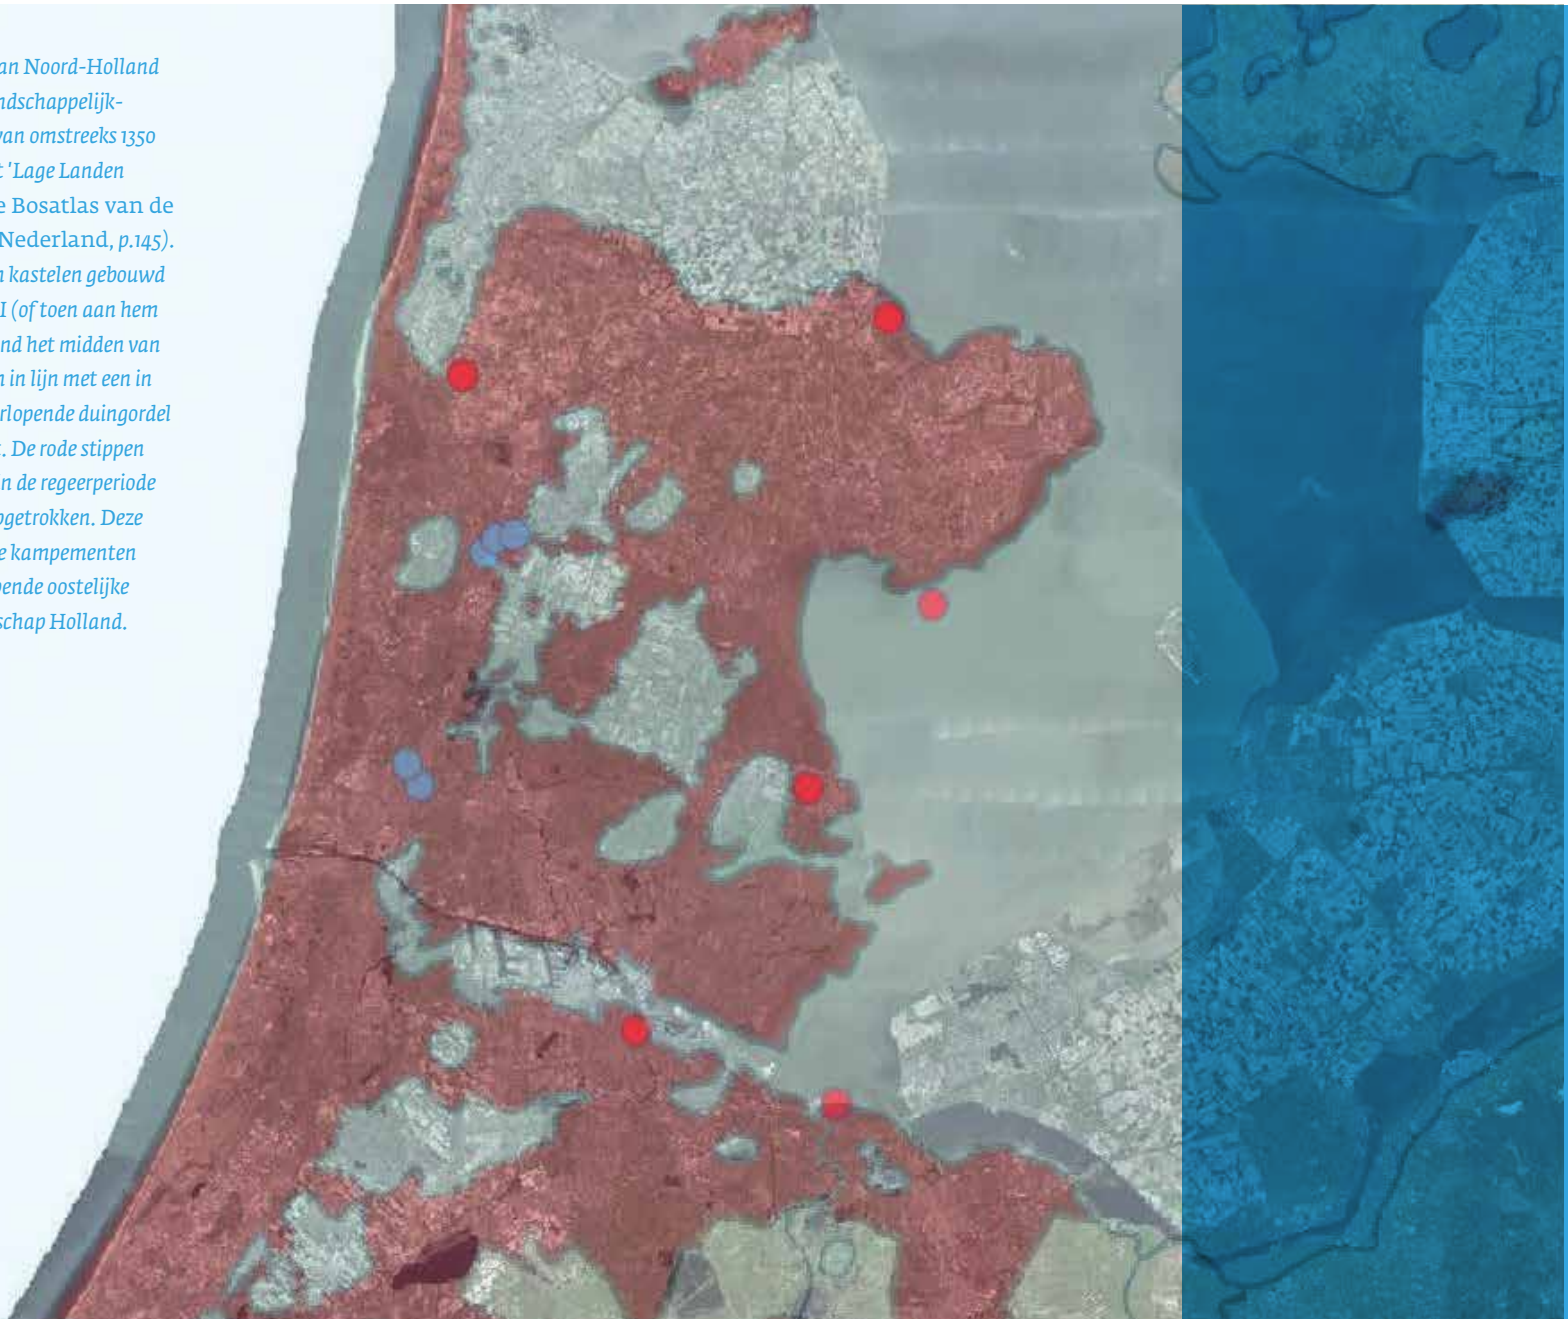 an Noord-Holland
ndschappelijk-
van omstreeks 1350
t 'Lage Landen
e Bosatlas van de
Nederland, p.145).
n kastelen gebouwd
I (of toen aan hem
nd het midden van
n in lijn met een in
rlopende duingordel
. De rode stippen
n de regeerperiode
pgetrokken. Deze
e kampementen
pende oostelijke
schap Holland.